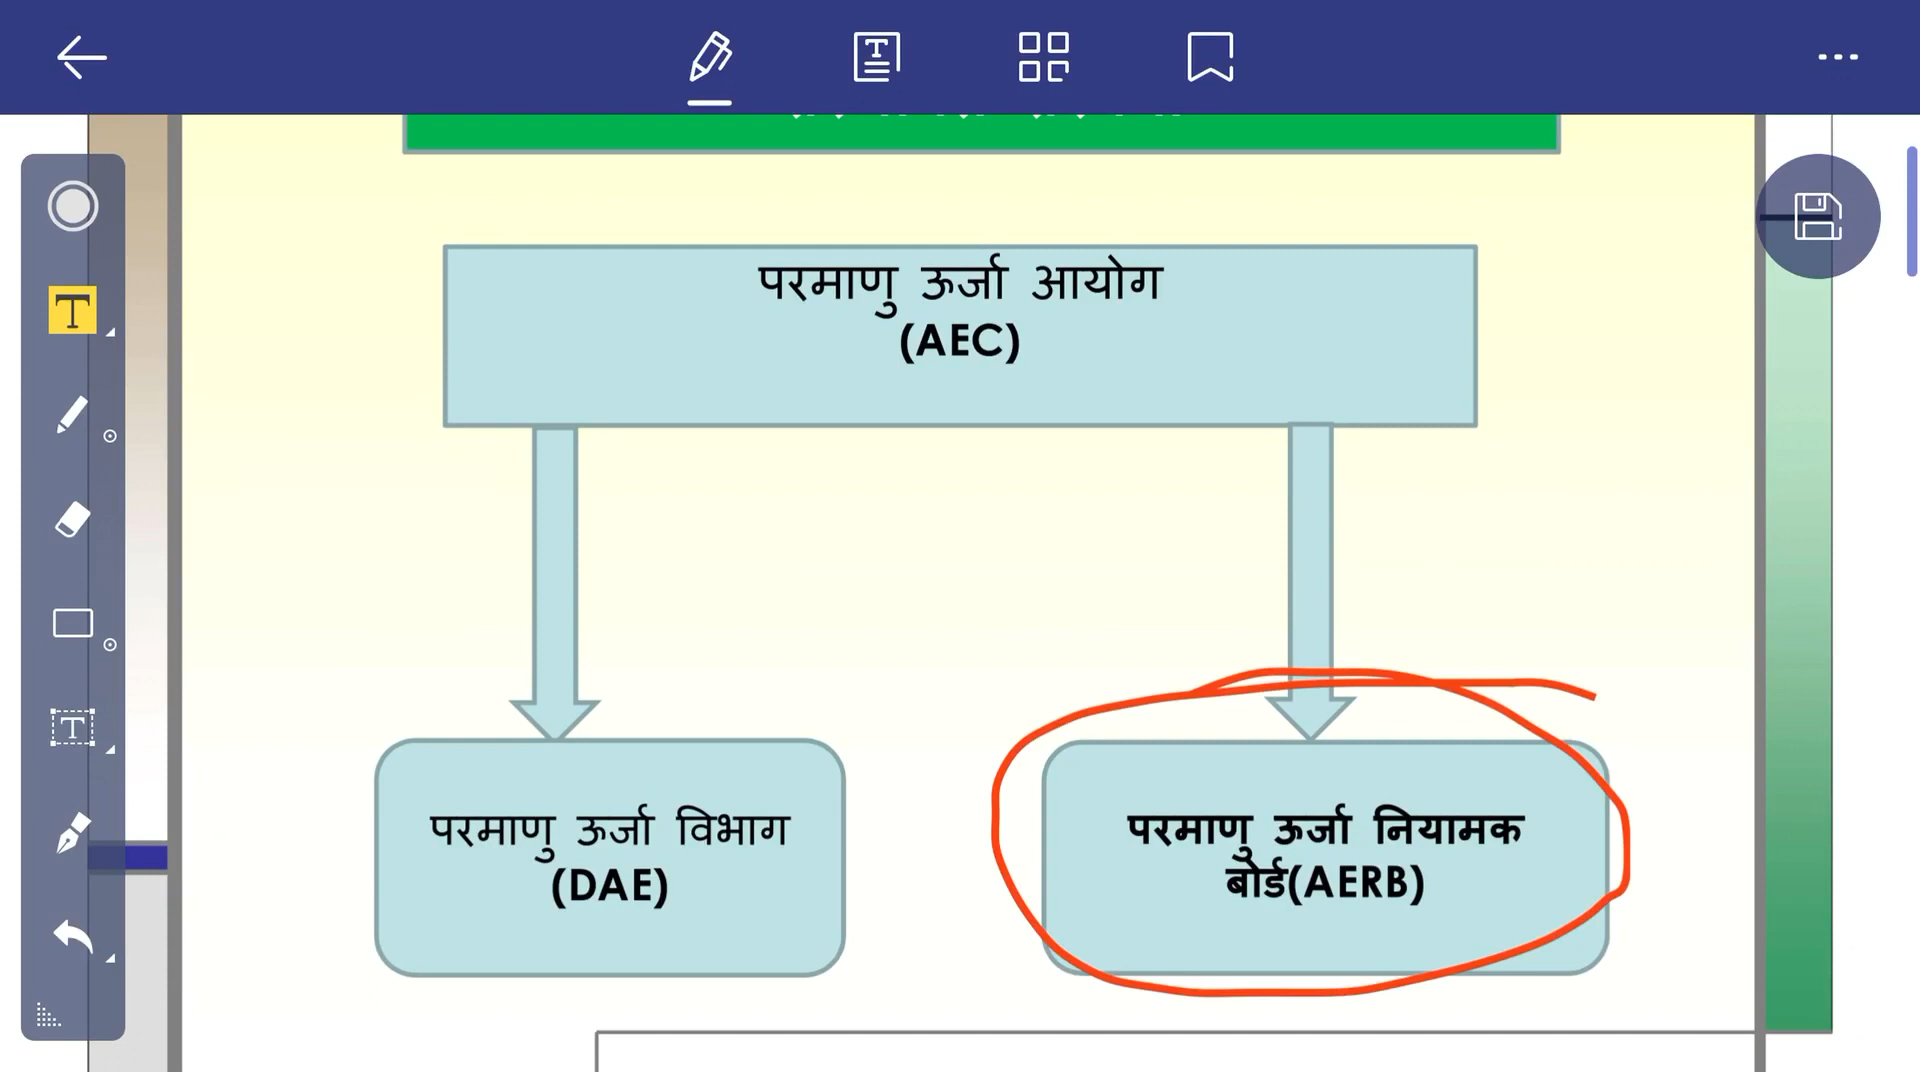 परमाणु ऊर्जा आयोग
(AEC)
परमाणु ऊर्जा विभाग
(DAE)
परमाणु ऊर्जा नियामक
बोर्ड(AERB)